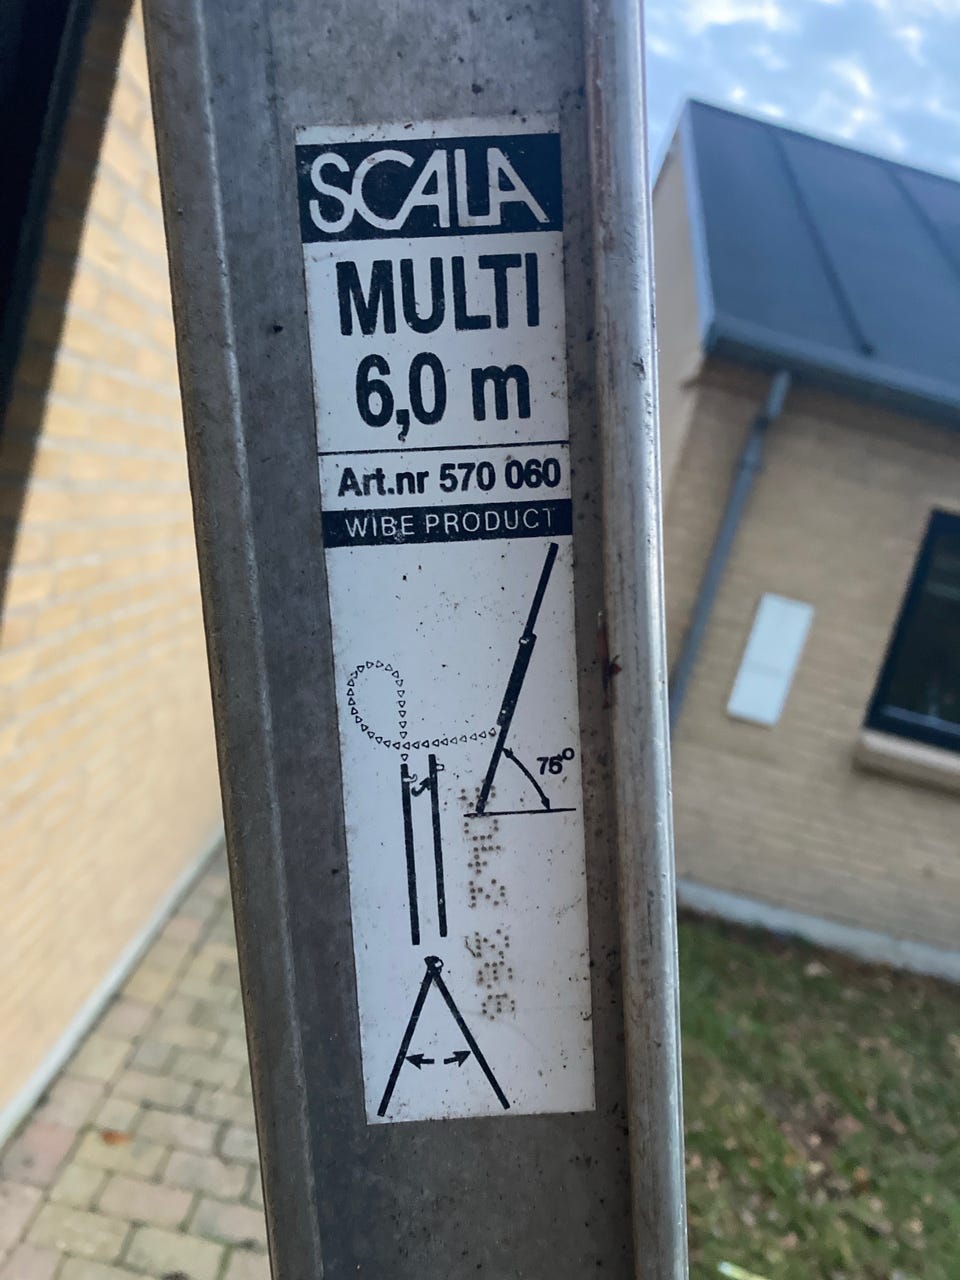 SCALA
MULTI
6,0 m
Art.nr 570 060
WIBE PRODUCT
75°